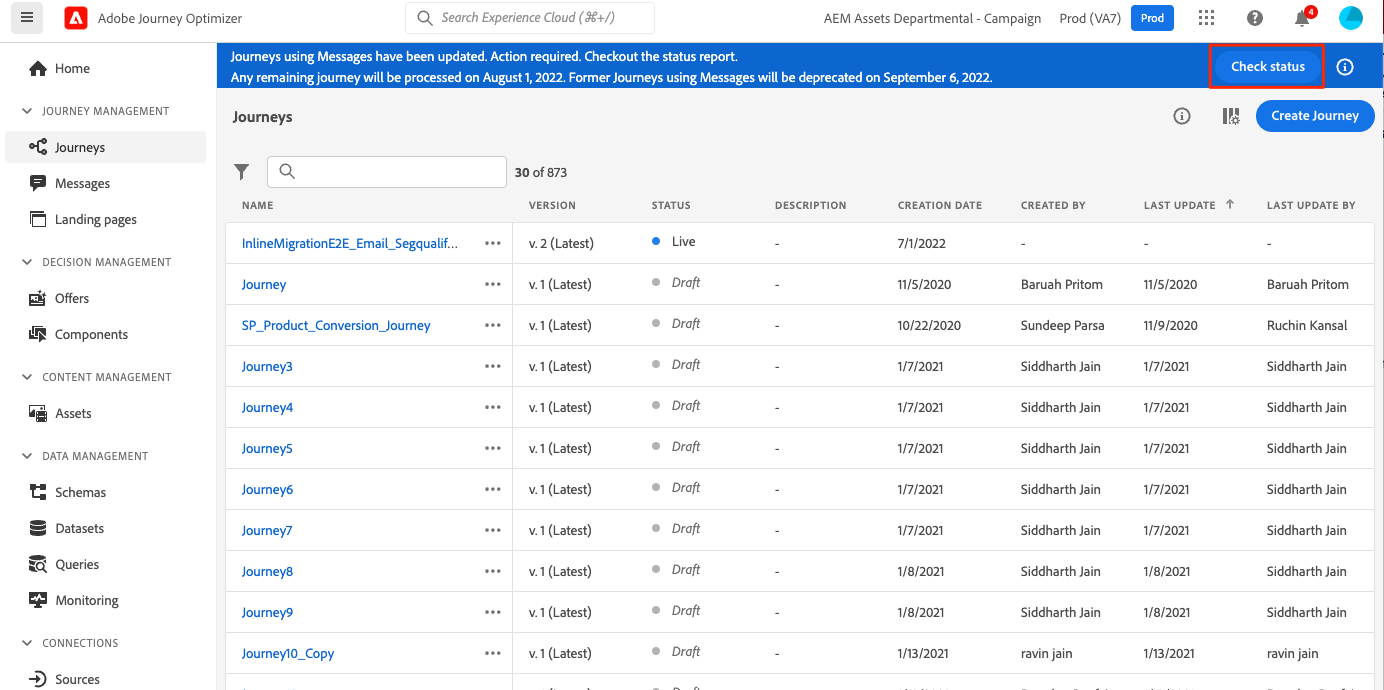 Adobe Journey Optimizer
Search Experience Cloud (⌘+/)
AEM Assets Departmental - Campaign Prod (VA7) Prod 4
Home
JOURNEY MANAGEMENT
Journeys
Messages
Landing pages
DECISION MANAGEMENT
Offers
Components
CONTENT MANAGEMENT
Assets
DATA MANAGEMENT
Schemas
Datasets
Queries
Monitoring
CONNECTIONS
Sources
Journeys using Messages have been updated. Action required. Checkout the status report.
Any remaining journey will be processed on August 1, 2022. Former Journeys using Messages will be deprecated on September 6, 2022.
Check status
Journeys
Create Journey
30 of 873
NAME VERSION STATUS DESCRIPTION CREATION DATE CREATED BY LAST UPDATE LAST UPDATE BY
InlineMigrationE2E_Email_Segqualif... v. 2 (Latest) Live - 7/1/2022 - - -
Journey v. 1 (Latest) Draft - 11/5/2020 Baruah Pritom 11/5/2020 Baruah Pritom
SP_Product_Conversion_Journey v. 1 (Latest) Draft - 10/22/2020 Sundeep Parsa 11/9/2020 Ruchin Kansal
Journey3 v. 1 (Latest) Draft - 1/7/2021 Siddharth Jain 1/7/2021 Siddharth Jain
Journey4 v. 1 (Latest) Draft - 1/7/2021 Siddharth Jain 1/7/2021 Siddharth Jain
Journey5 v. 1 (Latest) Draft - 1/7/2021 Siddharth Jain 1/7/2021 Siddharth Jain
Journey6 v. 1 (Latest) Draft - 1/7/2021 Siddharth Jain 1/7/2021 Siddharth Jain
Journey7 v. 1 (Latest) Draft - 1/7/2021 Siddharth Jain 1/7/2021 Siddharth Jain
Journey8 v. 1 (Latest) Draft - 1/8/2021 Siddharth Jain 1/8/2021 Siddharth Jain
Journey9 v. 1 (Latest) Draft - 1/8/2021 Siddharth Jain 1/8/2021 Siddharth Jain
Journey10_Copy v. 1 (Latest) Draft - 1/13/2021 ravin jain 1/13/2021 ravin jain